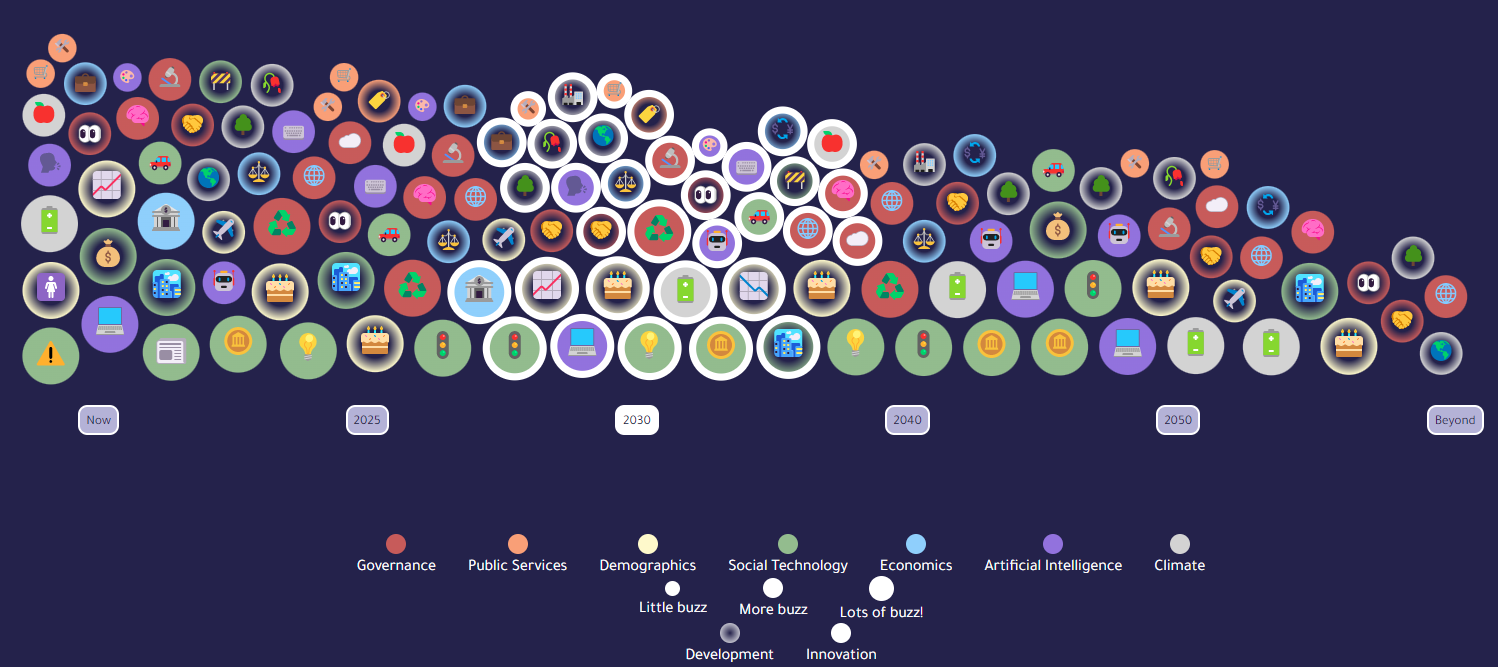 Now
2025
2030
2040
2050
Beyond
Governance
Public Services
Demographics
Social Technology
Economics
Artificial Intelligence
Climate
Little buzz
More buzz
Lots of buzz!
Development
Innovation